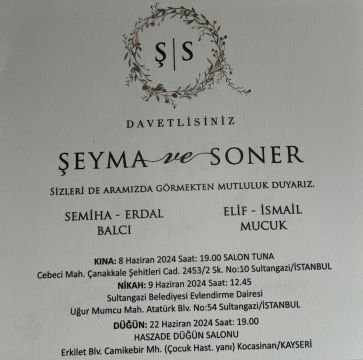 Ş|S
DAVETLİSİNİZ
ŞEYMA ve SONER
SİZLERİ DE ARAMIZDA GÖRMEKTEN MUTLULUK DUYARIZ.
SEMİHA - ERDAL
BALCI
ELİF - İSMAİL
MUCUK
KINA: 8 Haziran 2024 Saat: 19.00 SALON TUNA
Cebeci Mah. Çanakkale Şehitleri Cad. 2453/2 Sk. No:10 Sultangazi/İSTANBUL
NİKAH: 9 Haziran 2024 Saat: 12.45
Sultangazi Belediyesi Evlendirme Dairesi
Uğur Mumcu Mah. Atatürk Blv. No:54 Sultangazi/İSTANBUL
DÜĞÜN: 22 Haziran 2024 Saat: 19.00
HASZADE DÜĞÜN SALONU
Erkilet Blv. Camikebir Mh. (Çocuk Hast. yanı) Kocasinan/KAYSERİ